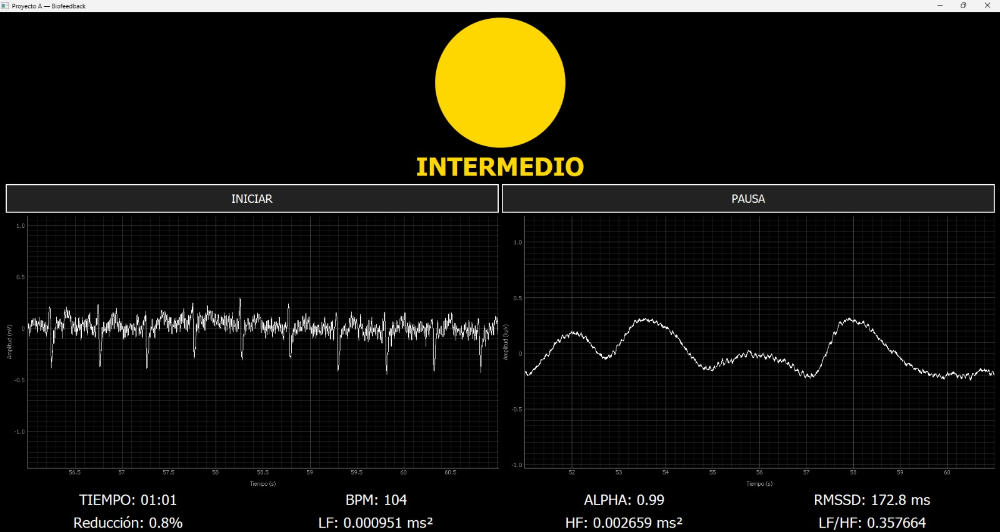 Proyecto A — Biofeedback
INTERMEDIO
INICIAR
PAUSA
1.0
0.5
0
-0.5
-1.0
Amplitud (mV)
56.5 57 57.5 58 58.5 59 59.5 60 60.5
Tiempo (s)
1.0
0.5
0
-0.5
-1.0
Amplitud (kµV)
52 53 54 55 56 57 58 59 60
Tiempo (s)
TIEMPO: 01:01
BPM: 104
ALPHA: 0.99
RMSSD: 172.8 ms
Reducción: 0.8%
LF: 0.000951 ms²
HF: 0.002659 ms²
LF/HF: 0.357664